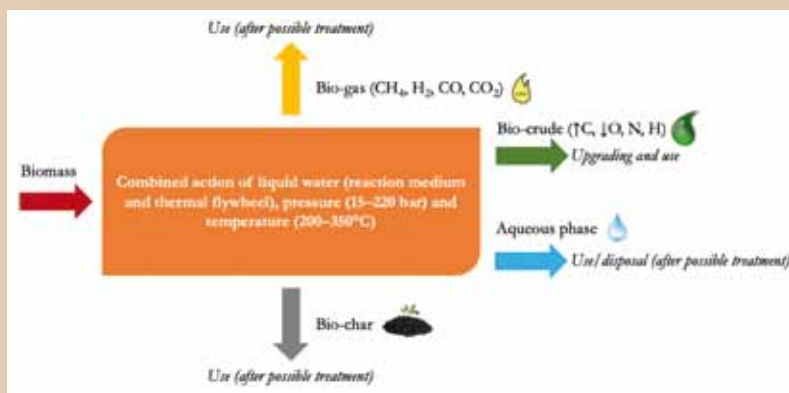 Use (after possible treatment)
Bio-gas (CH₄, H₂, CO, CO₂)
Bio-crude (↑C, ↓O, N, H)
Upgrading and use
Biomass
Combined action of liquid water (reaction medium
and thermal flywheel), pressure (15–220 bar) and
temperature (200–350°C)
Aqueous phase
Use/disposal (after possible treatment)
Bio-char
Use (after possible treatment)